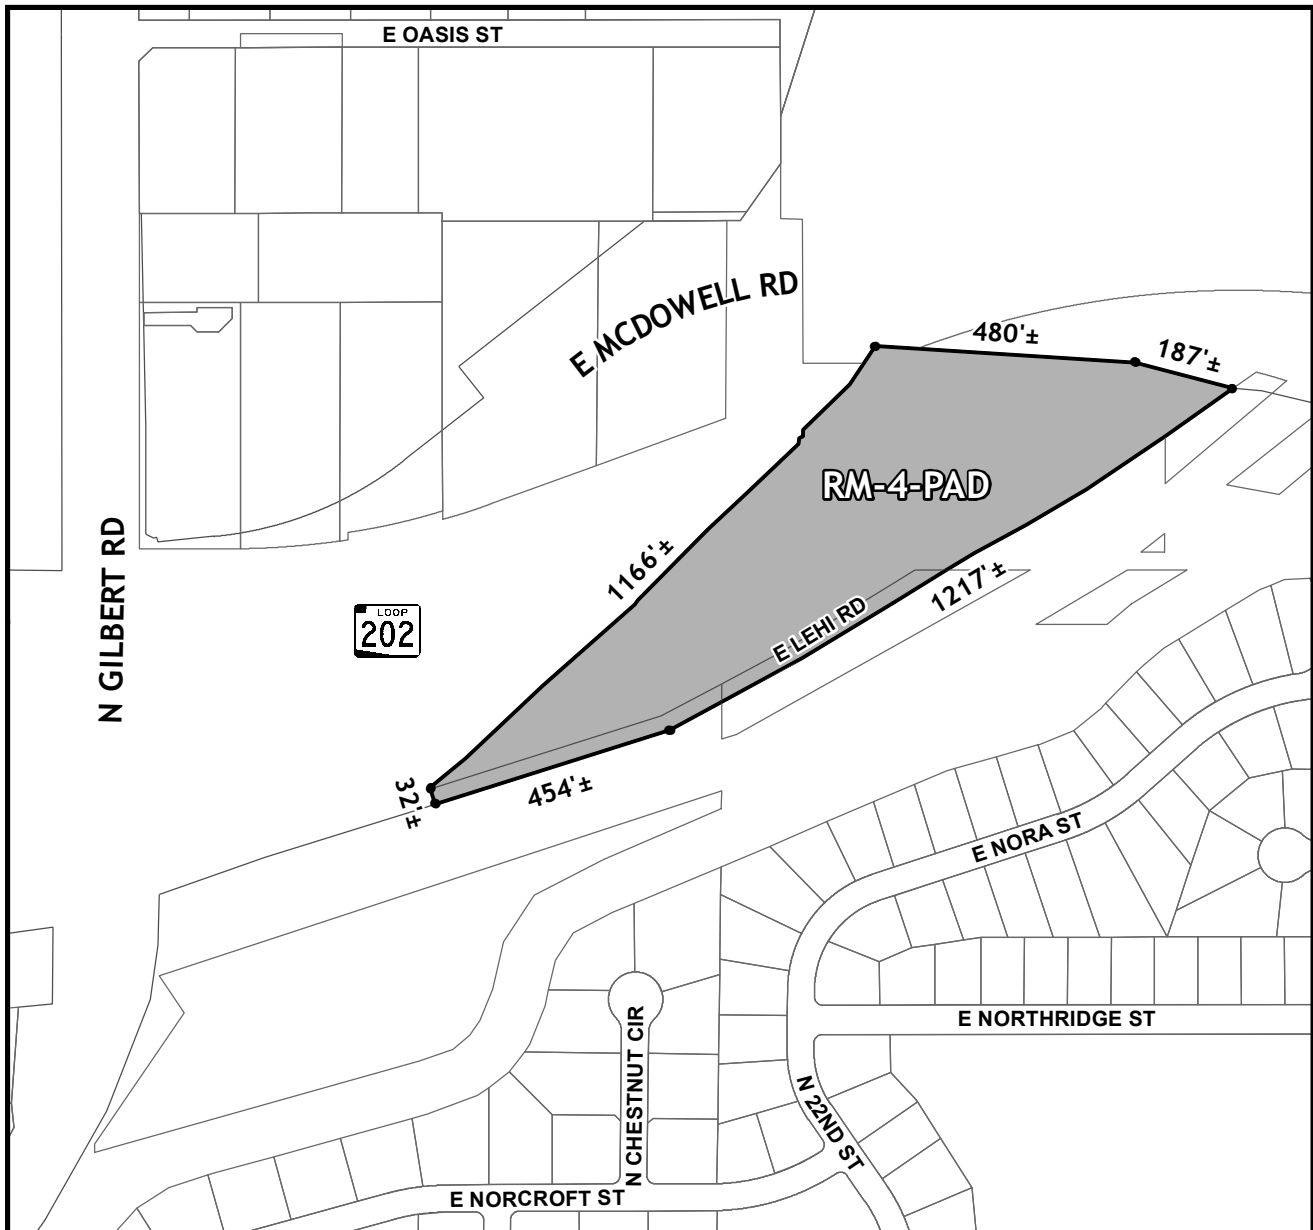 E OASIS ST
E MCDOWELL RD
480'±
187'±
RM-4-PAD
N GILBERT RD
1166'±
LOOP
202
E LEHI RD
1217'±
32'±
454'±
E NORA ST
E NORTHRIDGE ST
N CHESTNUT CIR
N 22ND ST
E NORCROFT ST